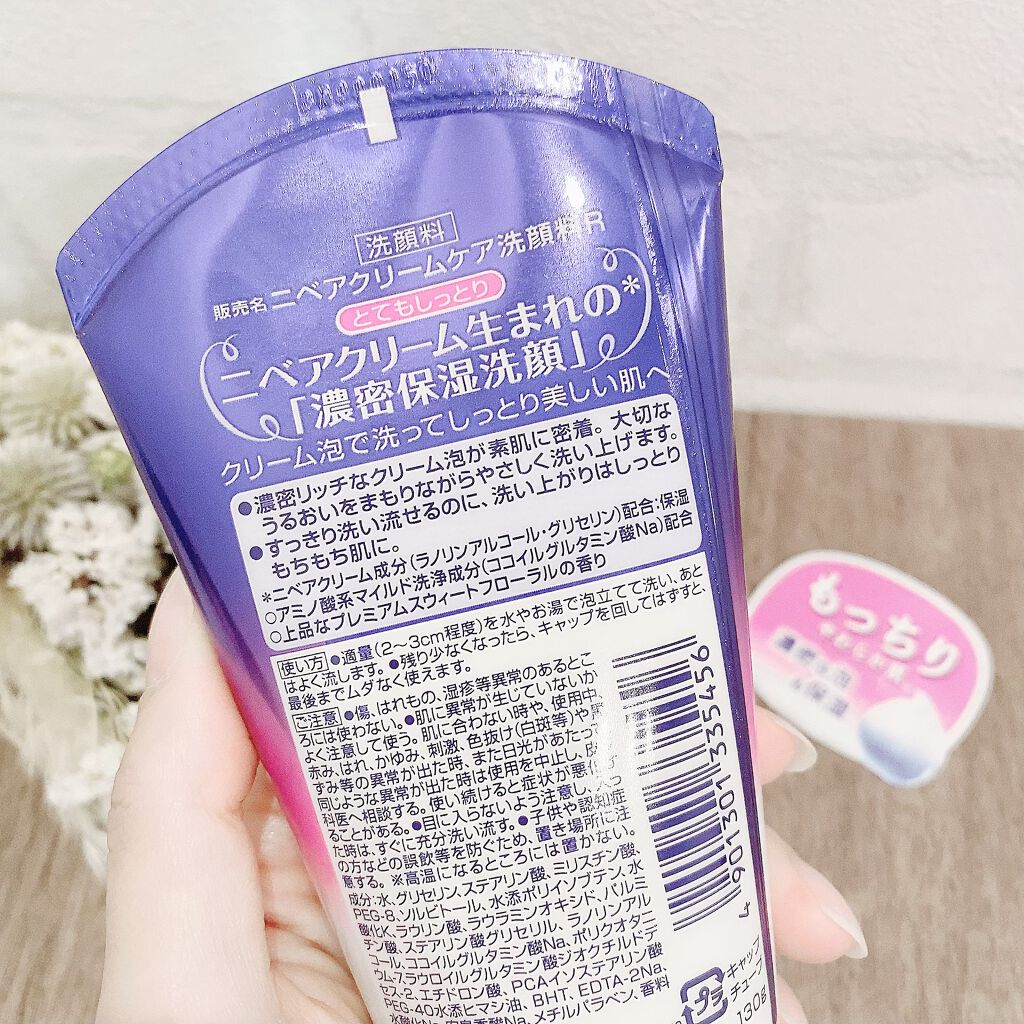 洗顔料
販売名 ニベアクリームケア洗顔料R
とてもしっとり
ニベアクリーム生まれの*
「濃密保湿洗顔」
クリーム泡で洗ってしっとり美しい肌へ
●濃密リッチなクリーム泡が素肌に密着。大切な
うるおいをまもりながらやさしく洗い上げます。
●すっきり洗い流せるのに、洗い上がりはしっとり
もちもち肌に。
*ニベアクリーム成分(ラノリンアルコール・グリセリン)配合:保湿
○アミノ酸系マイルド洗浄成分(ココイルグルタミン酸Na)配合
○上品なプレミアムスウィートフローラルの香り
使い方 ●適量(2〜3cm程度)を水やお湯で泡立てて洗い、あと
はよく流します。●残り少なくなったら、キャップを回してはずすと、
最後までムダなく使えます。
ご注意 ●傷、はれもの、湿疹等異常のあるとこ
ろには使わない。●肌に異常が生じていないか
よく注意して使う。肌に合わない時や、使用中、
赤み、はれ、かゆみ、刺激、色抜け(白斑等)や
ずみ等の異常が出た時、また日光があたって
同じような異常が出た時は使用を中止し、
科医へ相談する。使い続けると症状が悪化す
ることがある。●目に入らないよう注意し、入っ
た時は、すぐに充分洗い流す。●子供や認知症
の方などの誤飲等を防ぐため、置き場所に注
意する。※高温になるところには置かない。
成分:水、グリセリン、ステアリン酸、ミリスチン酸、
PEG-8、ソルビトール、水添ポリイソブテン、水
酸化K、ラウリン酸、ラウラミンオキシド、パルミ
チン酸、ステアリン酸グリセリル、ラノリンアル
コール、ココイルグルタミン酸Na、ポリクオタニ
ウム-7、ラウロイルグルタミン酸ジオクチルドデ
セス-2、エチドロン酸、PCAイソステアリン酸
PEG-40水添ヒマシ油、BHT、EDTA-2Na、
水酸化Na、安息香酸Na、メチルパラベン、香料
4 901301 335456
プラ
キャップ
チューブ
130g
もっちり
やわらか肌